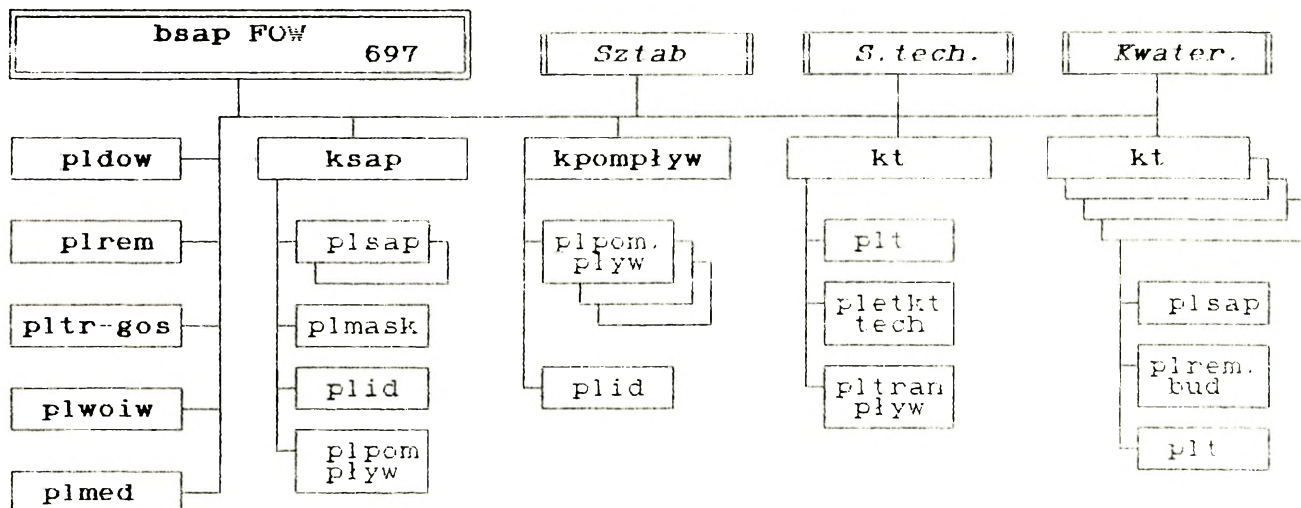 bsap FOW
697
Sztab
S.tech.
Kwater.
pldow
plrem
pltr-gos
plwoiw
plmed
ksap
plsap
plmask
plid
plpom
pływ
kpompływ
plpom.
pływ
plid
kt
plt
pletkt
tech
pltran
pływ
kt
plsap
plrem.
bud
plt